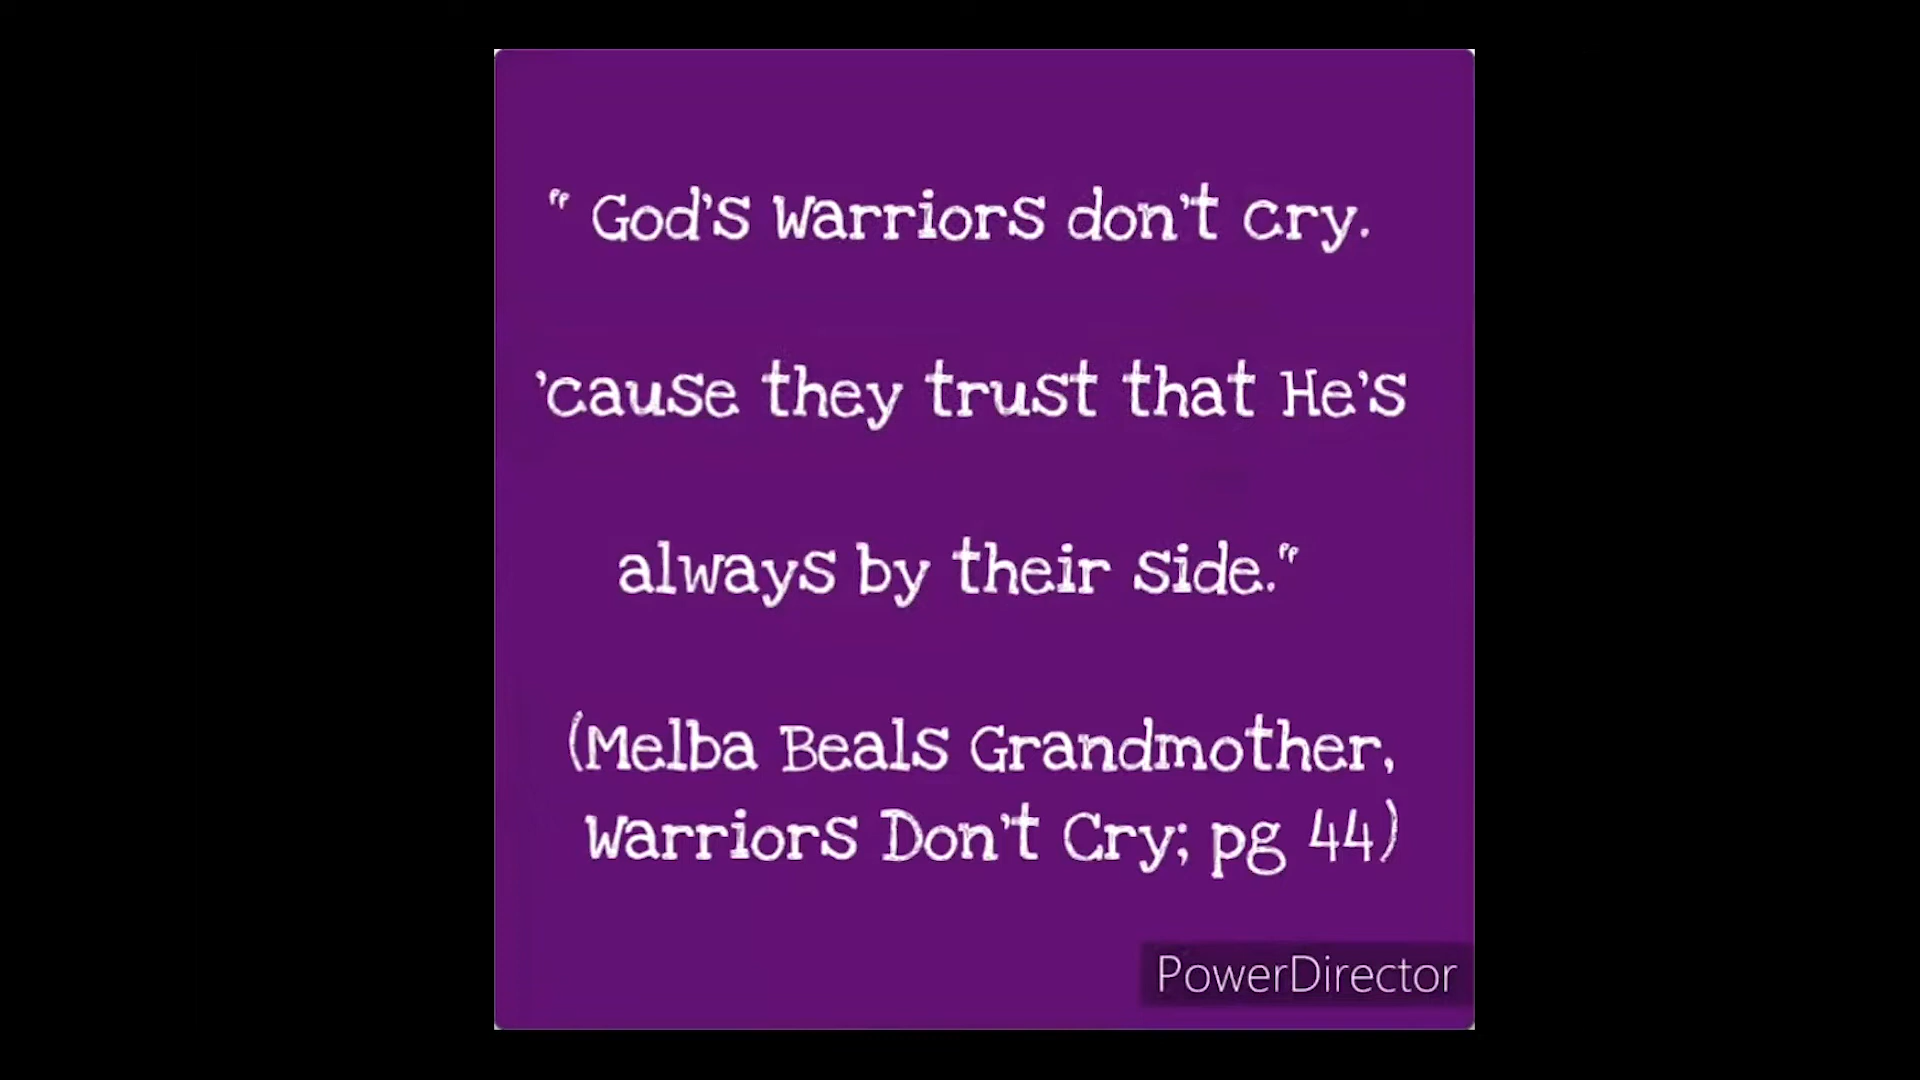 " God's Warriors don't cry.
'cause they trust that He's
always by their side."
(Melba Beals Grandmother,
Warriors Don't Cry; pg 44)
PowerDirector